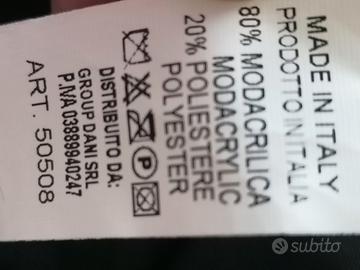 MADE IN ITALY
PRODOTTO IN ITALIA
80% MODACRILICA
MODACRYLIC
20% POLIESTERE
POLYESTER
P
DISTRIBUITO DA:
GROUP DANI SRL
P.IVA 03889940247
ART. 50508
subito